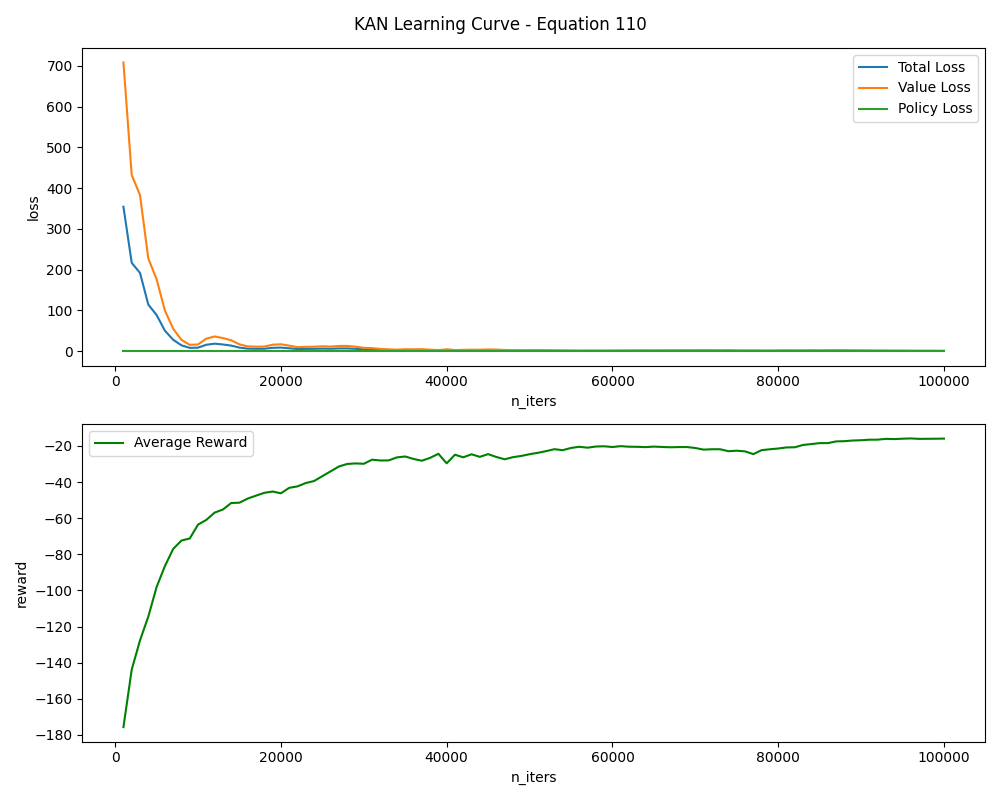 KAN Learning Curve - Equation 110
700
600
500
400
300
200
100
0
loss
Total Loss
Value Loss
Policy Loss
0 20000 40000 60000 80000 100000
n_iters
−20
−40
−60
−80
−100
−120
−140
−160
−180
reward
Average Reward
0 20000 40000 60000 80000 100000
n_iters